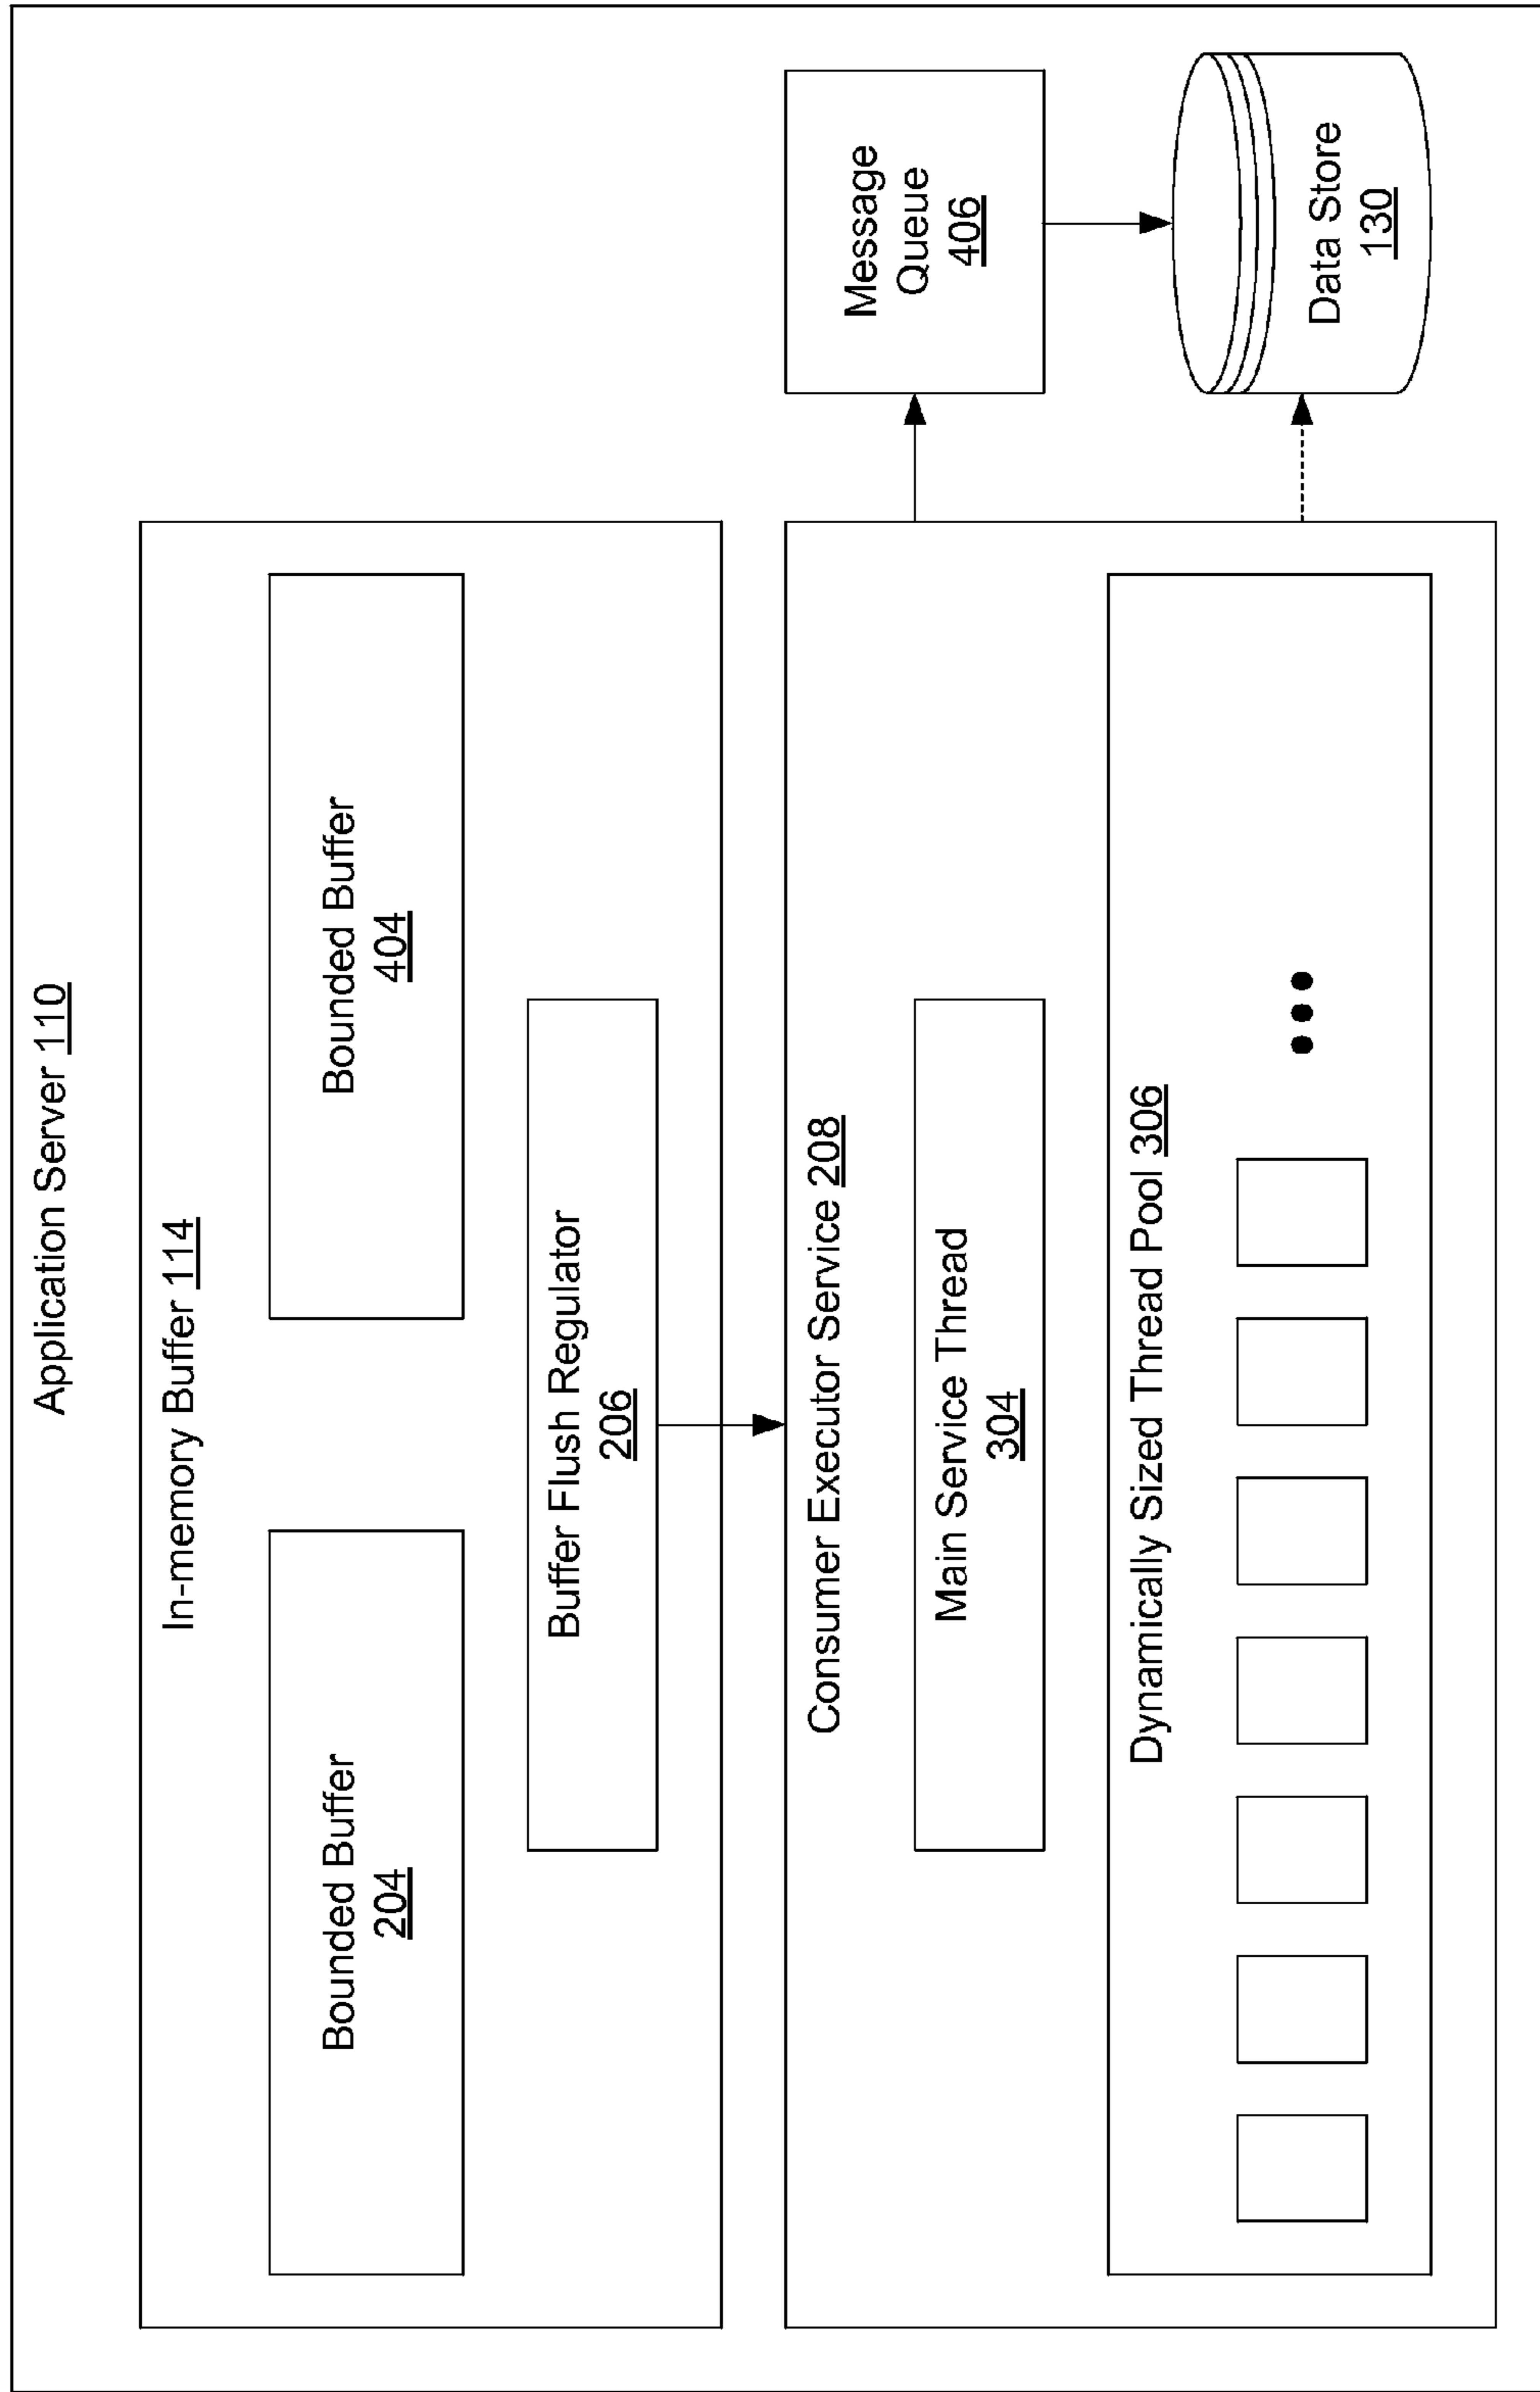 Application Server 110
In-memory Buffer 114
Bounded Buffer
204
Bounded Buffer
404
Buffer Flush Regulator
206
Consumer Executor Service 208
Main Service Thread
304
Dynamically Sized Thread Pool 306
Message
Queue
406
Data Store
130